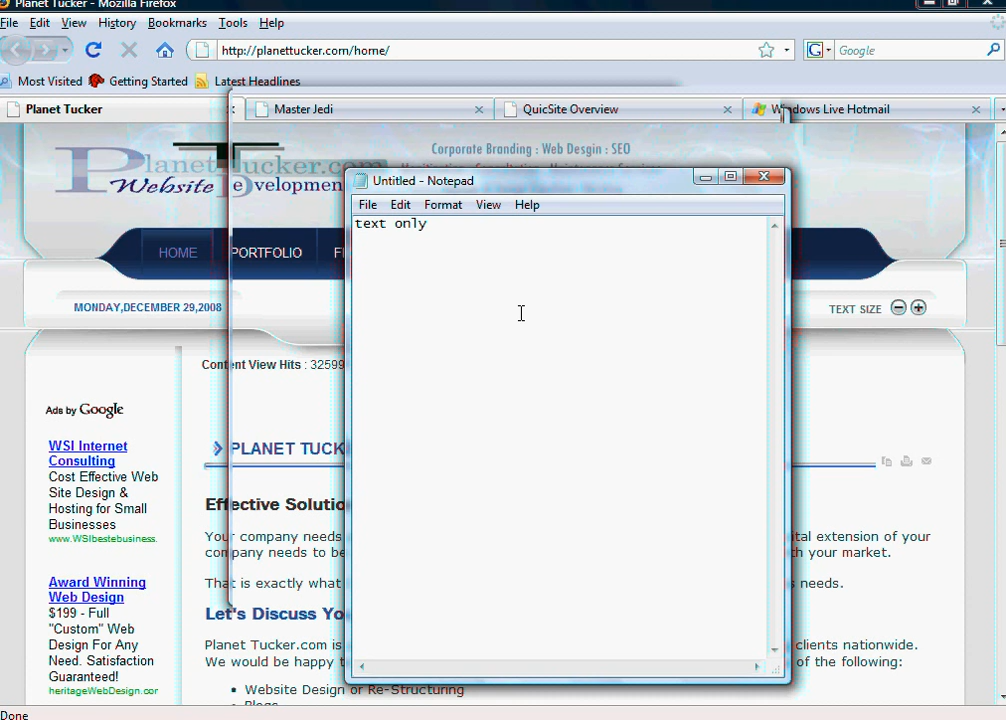 Planet Tucker - Mozilla Firefox
File Edit View History Bookmarks Tools Help
http://planettucker.com/home/
G Google
Most Visited Getting Started Latest Headlines
Planet Tucker
Master Jedi
QuicSite Overview
Windows Live Hotmail
PlanetTucker.com
Website Development
Corporate Branding : Web Desgin : SEO
Untitled - Notepad
File Edit Format View Help
text only
HOME PORTFOLIO
MONDAY,DECEMBER 29,2008
TEXT SIZE
Content View Hits : 32599
Ads by Google
WSI Internet
Consulting
Cost Effective Web
Site Design &
Hosting for Small
Businesses
www.WSIbestebusiness.
Award Winning
Web Design
$199 - Full
"Custom" Web
Design For Any
Need. Satisfaction
Guaranteed!
heritageWebDesign.com
PLANET TUCK
Effective Solutio
Your company needs
tal extension of your
company needs to be
h your market.
That is exactly what
s needs.
Let's Discuss Yo
Planet Tucker.com is
clients nationwide.
We would be happy t
of the following:
Website Design or Re-Structuring
Blogs
Done